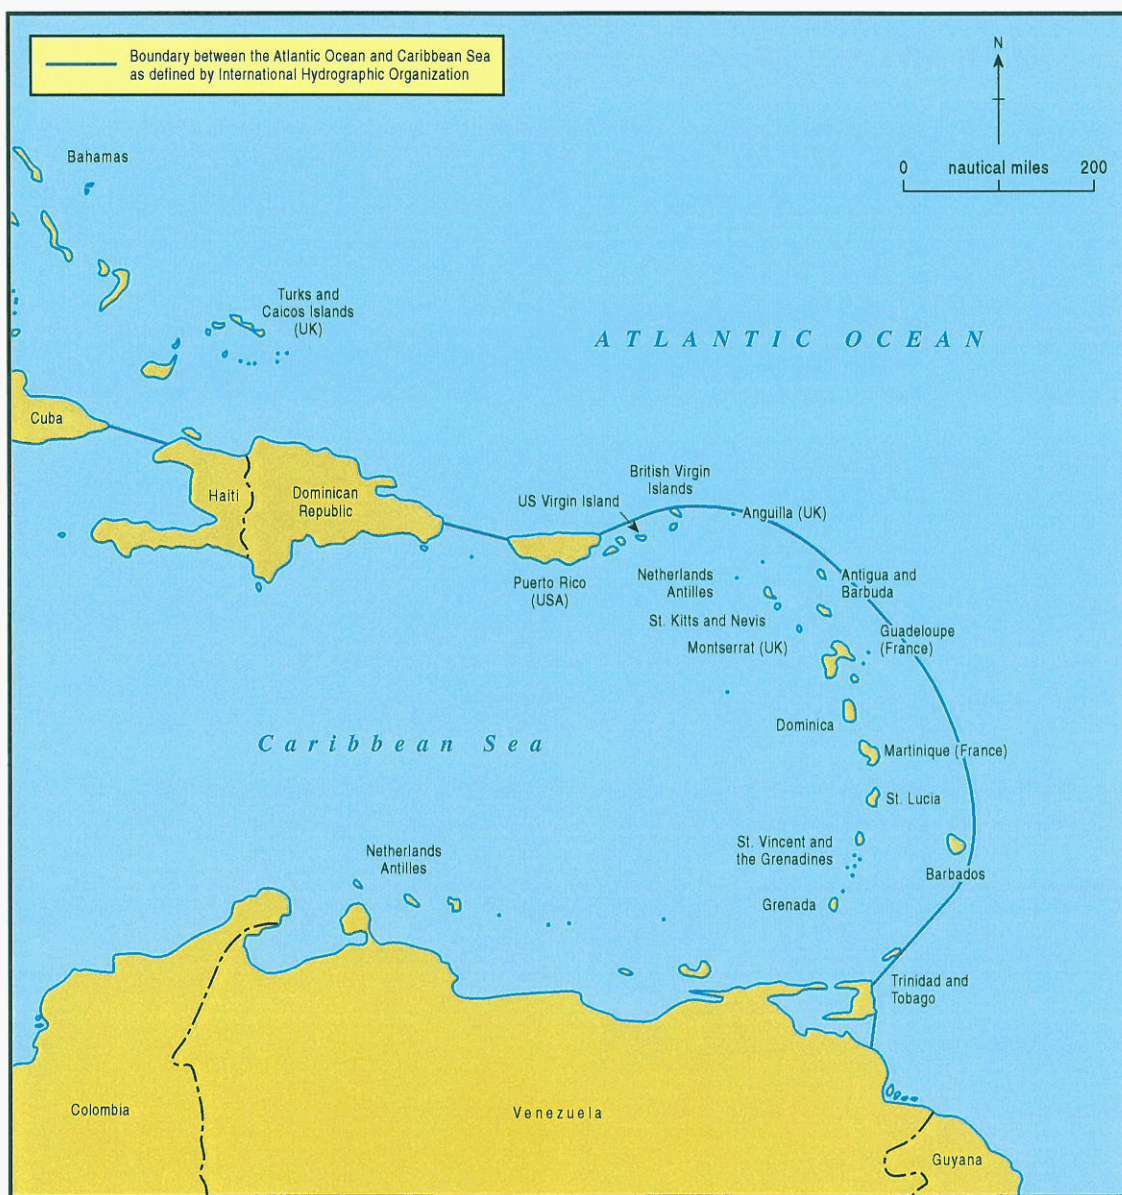 Boundary between the Atlantic Ocean and Caribbean Sea
as defined by International Hydrographic Organization
N
0 nautical miles 200
Bahamas
Turks and
Caicos Islands
(UK)
ATLANTIC OCEAN
Cuba
Haiti
Dominican
Republic
British Virgin
Islands
US Virgin Island
Anguilla (UK)
Puerto Rico
(USA)
Netherlands
Antilles
Antigua and
Barbuda
St. Kitts and Nevis
Montserrat (UK)
Guadeloupe
(France)
Dominica
Caribbean Sea
Martinique (France)
St. Lucia
St. Vincent and
the Grenadines
Barbados
Netherlands
Antilles
Grenada
Trinidad and
Tobago
Colombia
Venezuela
Guyana